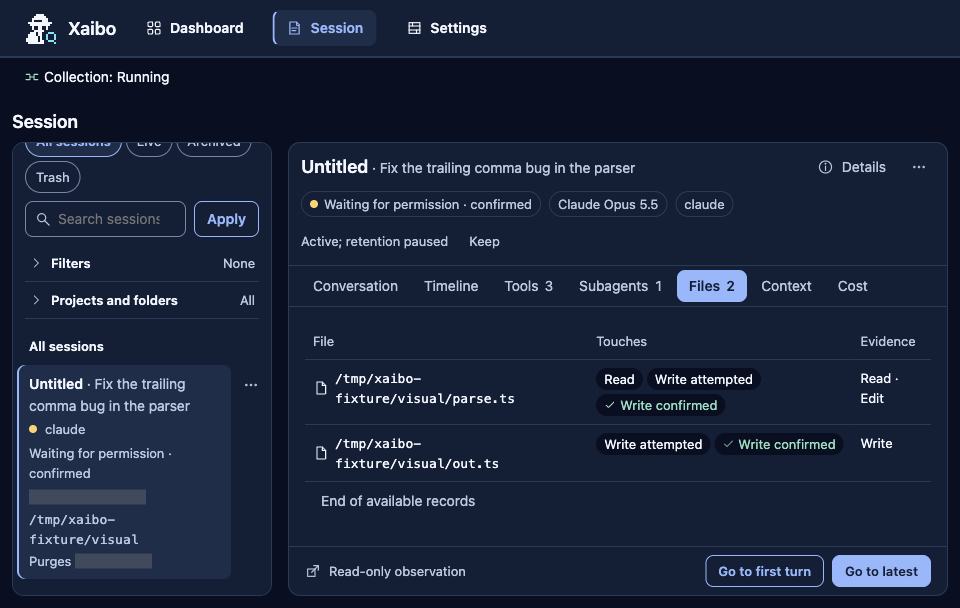 Xaibo
Dashboard
Session
Settings
Collection: Running
Session
All sessions
Live
Archived
Trash
Search sessions
Apply
Filters
None
Projects and folders
All
All sessions
Untitled · Fix the trailing
comma bug in the parser
claude
Waiting for permission ·
confirmed
/tmp/xaibo-
fixture/visual
Purges
Untitled · Fix the trailing comma bug in the parser
Details
Waiting for permission · confirmed
Claude Opus 5.5
claude
Active; retention paused
Keep
Conversation
Timeline
Tools 3
Subagents 1
Files 2
Context
Cost
File
Touches
Evidence
/tmp/xaibo-
fixture/visual/parse.ts
Read
Write attempted
Write confirmed
Read ·
Edit
/tmp/xaibo-
fixture/visual/out.ts
Write attempted
Write confirmed
Write
End of available records
Read-only observation
Go to first turn
Go to latest